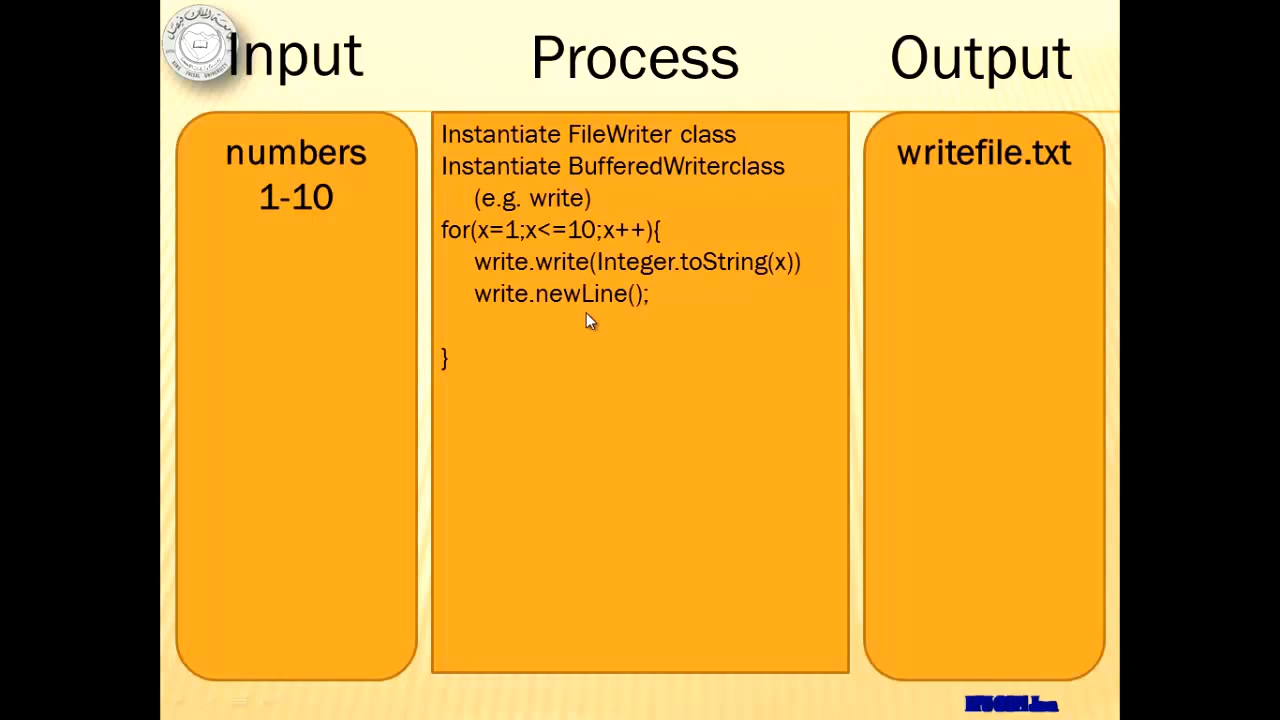 Input
Process
Output
numbers
1-10
Instantiate FileWriter class
Instantiate BufferedWriterclass
(e.g. write)
for(x=1;x<=10;x++){
write.write(Integer.toString(x))
write.newLine();
}
writefile.txt